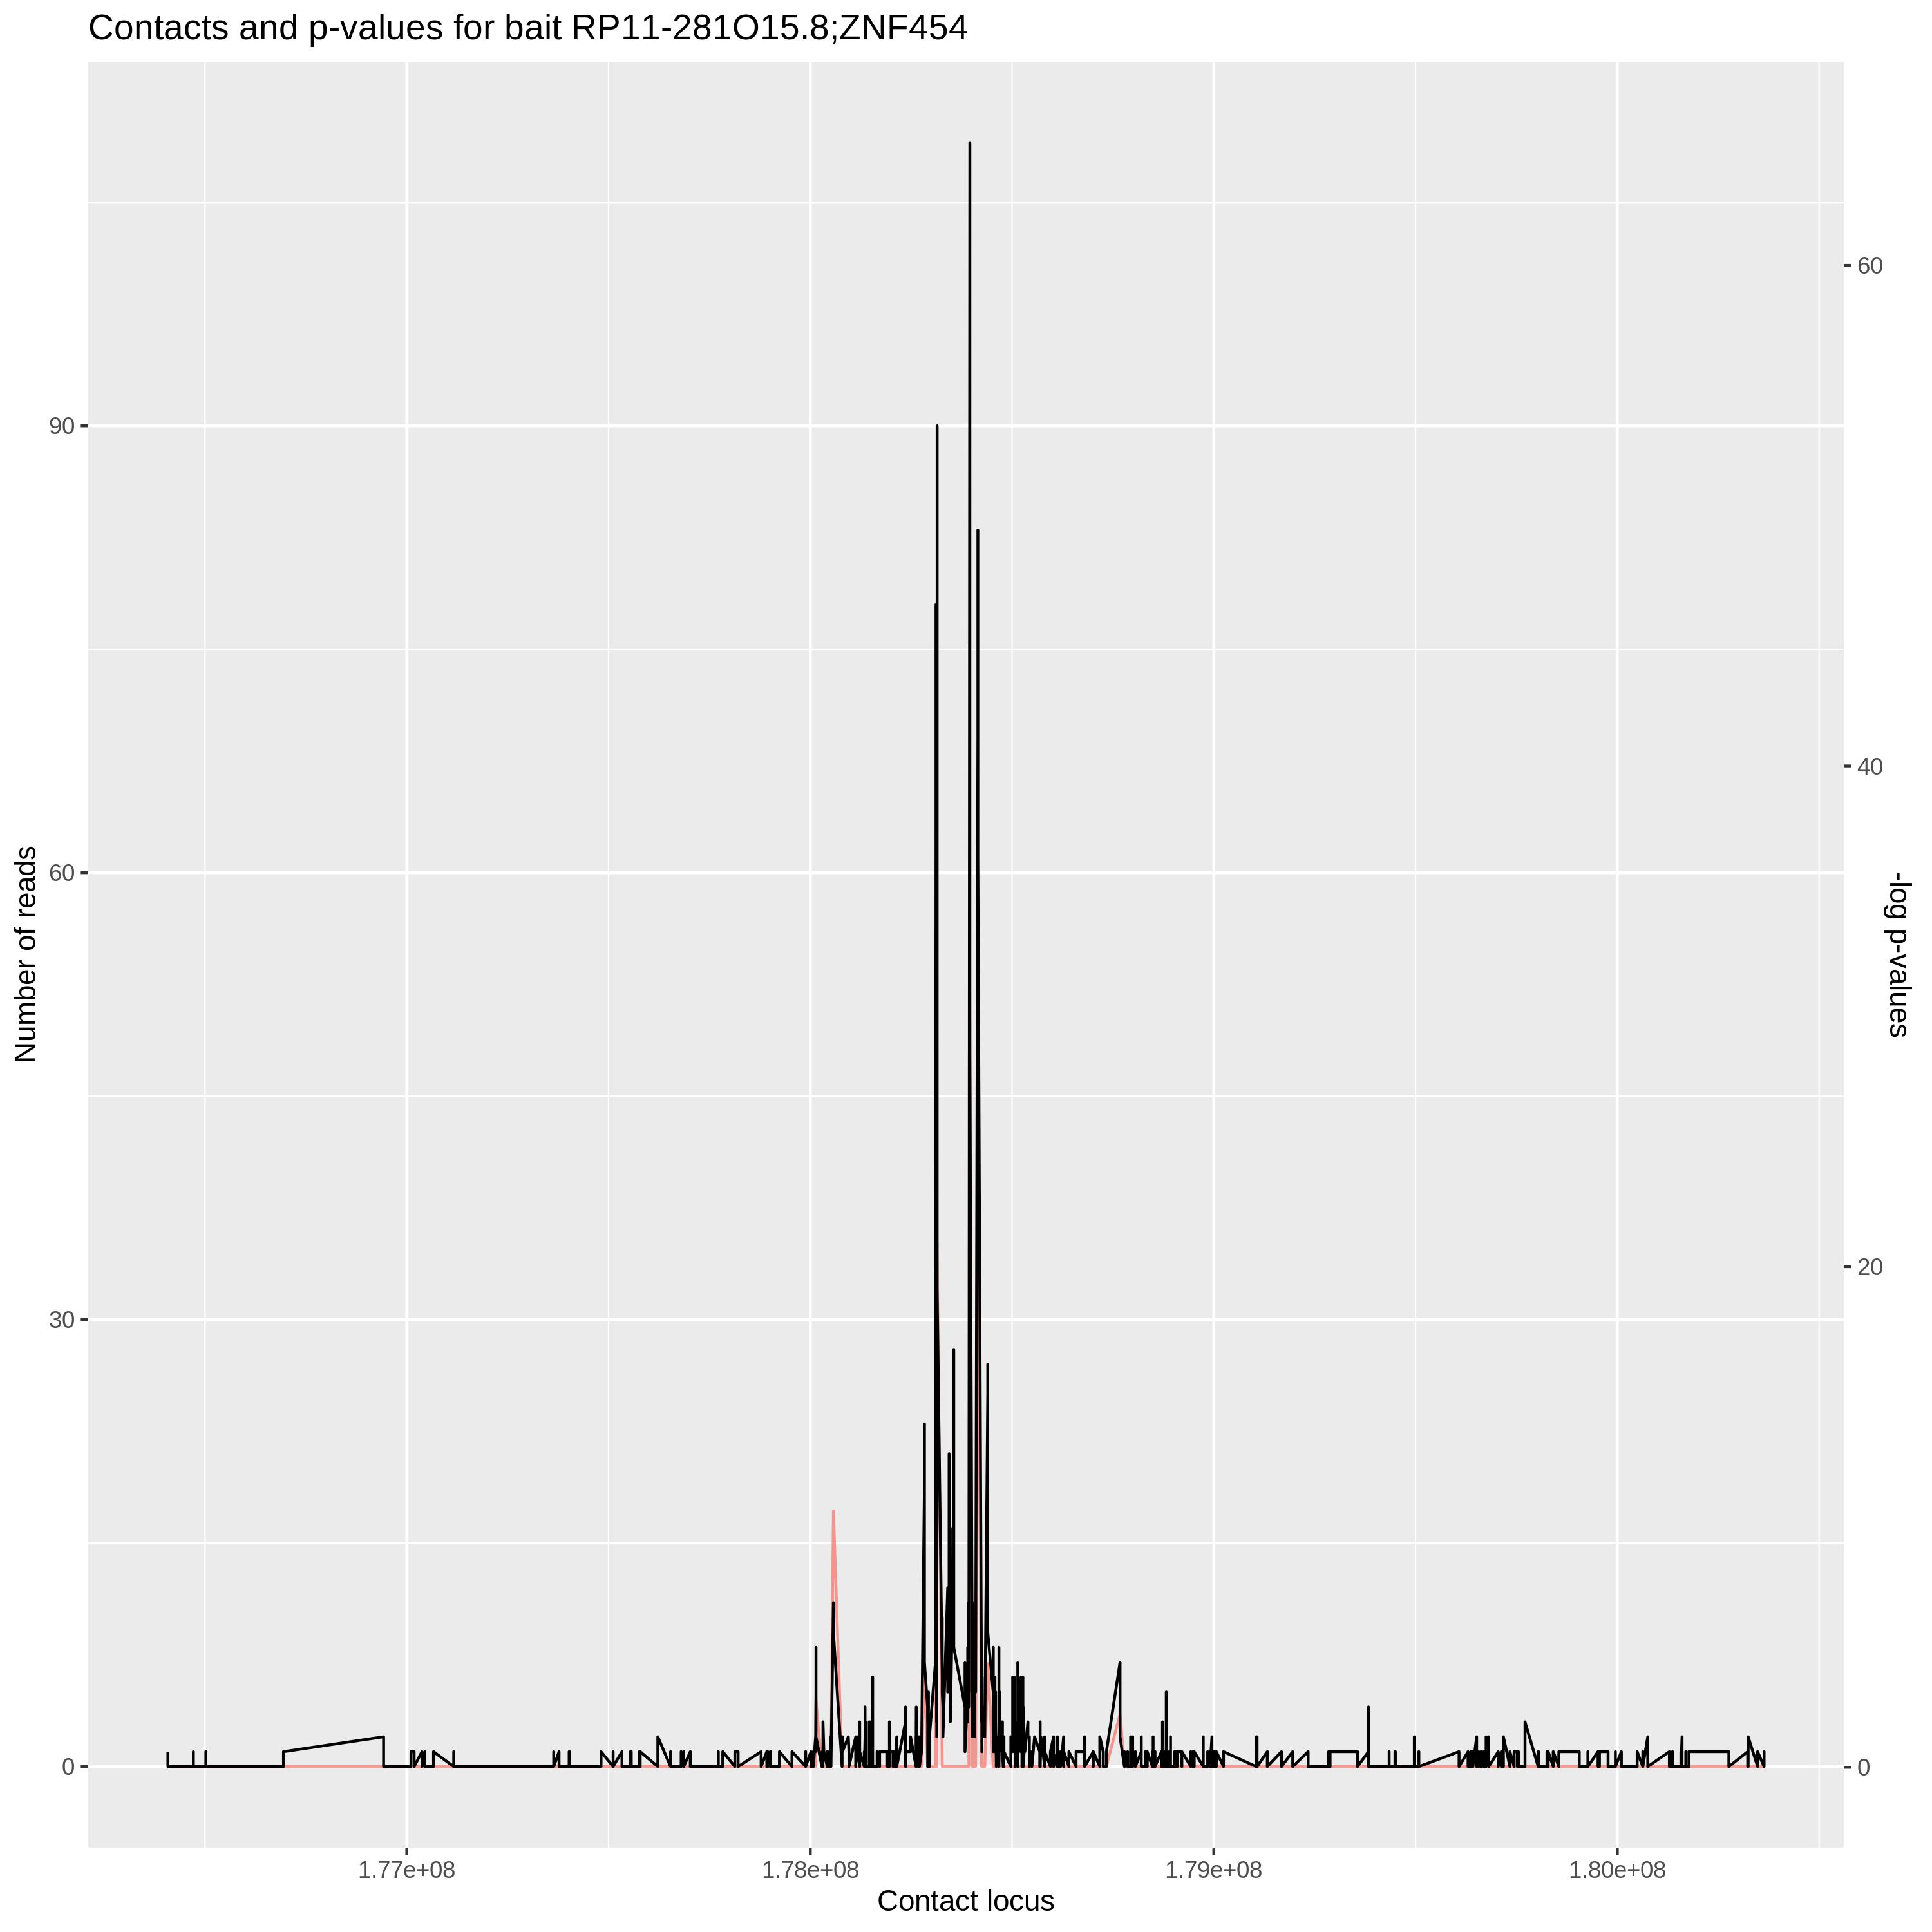 Contacts and p-values for bait RP11-281O15.8;ZNF454
90
60
30
0
Number of reads
60
40
20
0
-log p-values
1.77e+08 1.78e+08 1.79e+08 1.80e+08
Contact locus